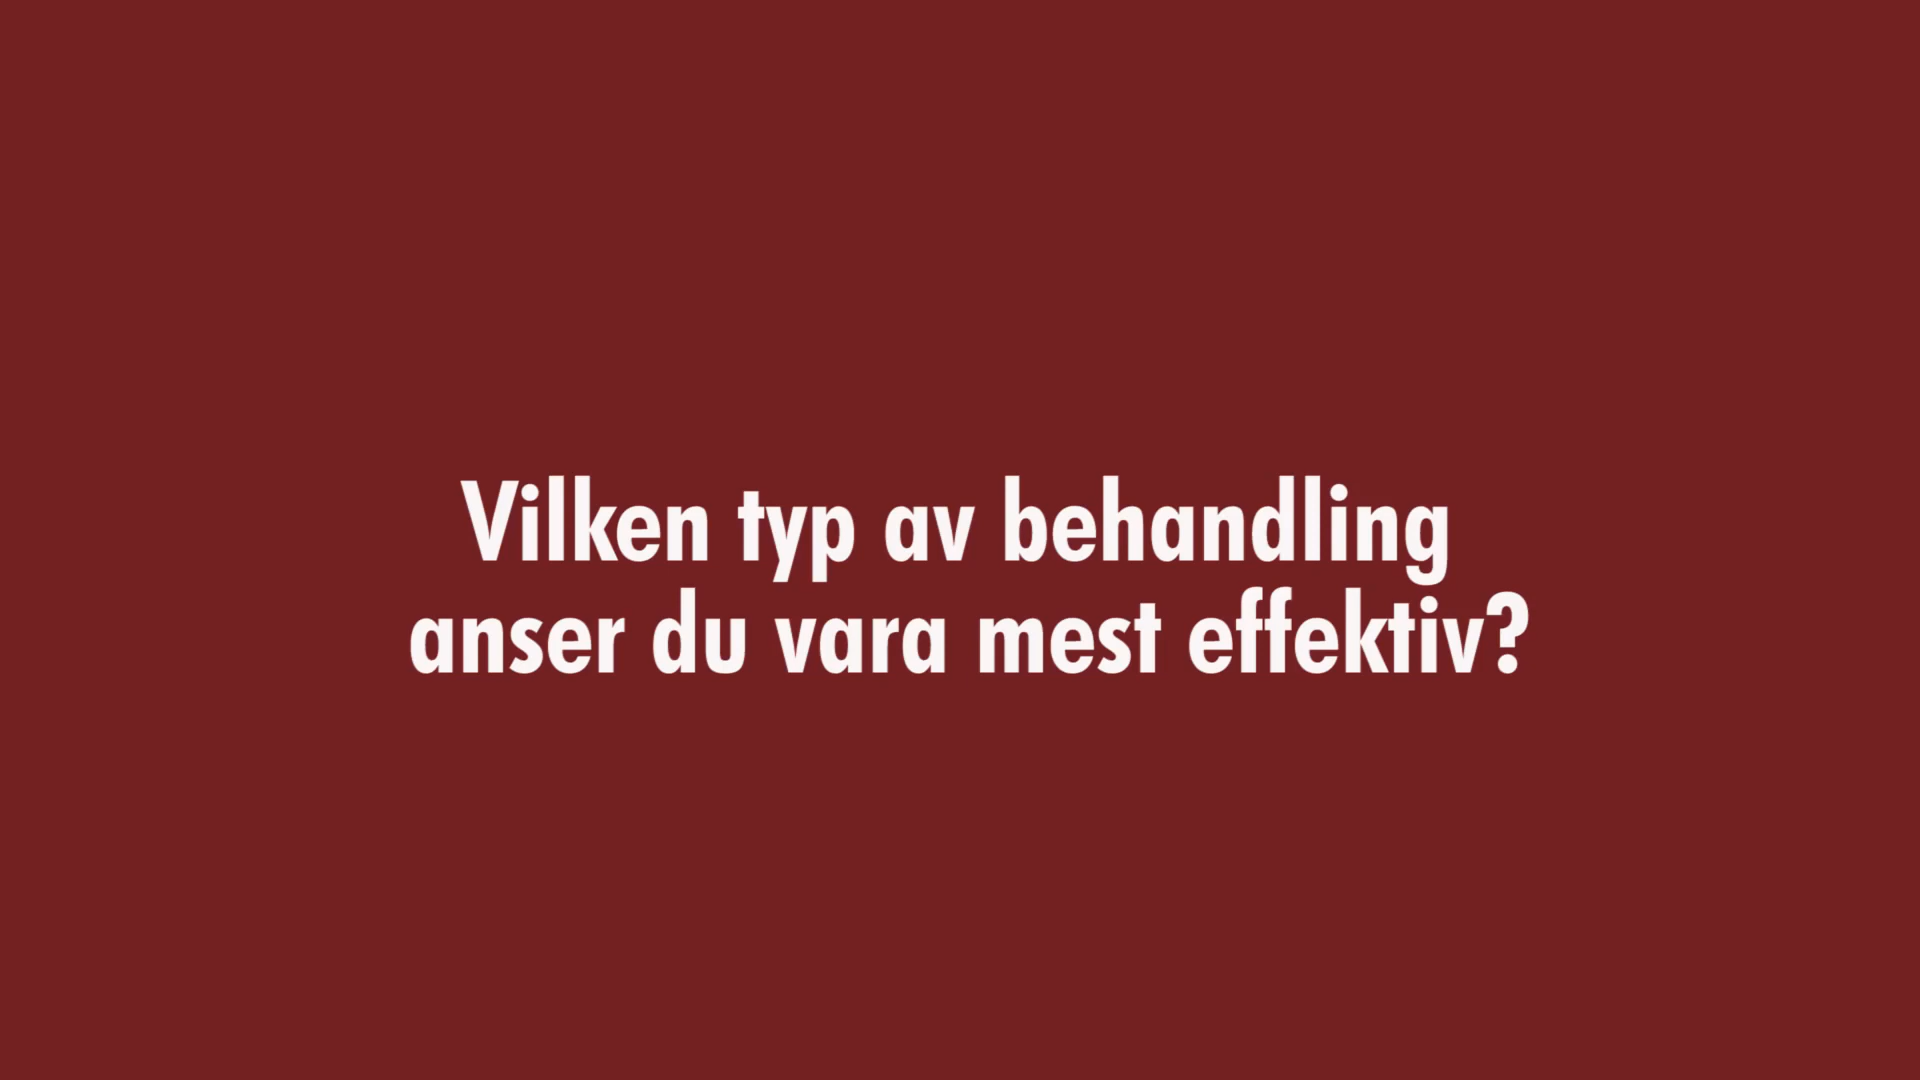 Vilken typ av behandling
anser du vara mest effektiv?